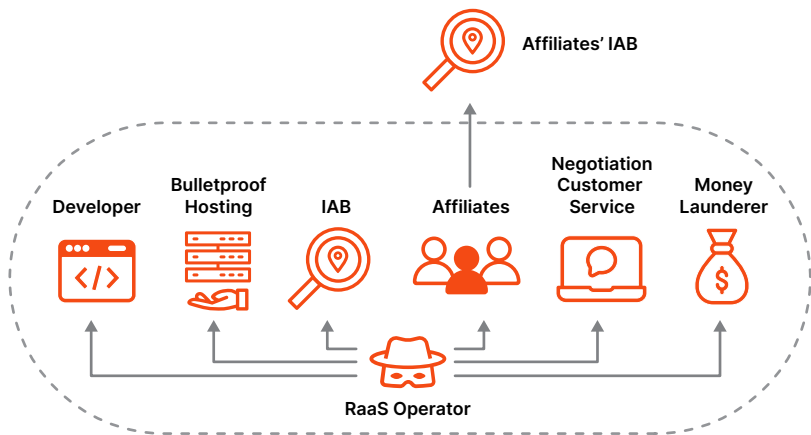 Affiliates’ IAB
Developer
Bulletproof
Hosting
IAB
Affiliates
Negotiation
Customer
Service
Money
Launderer
</>
$
RaaS Operator